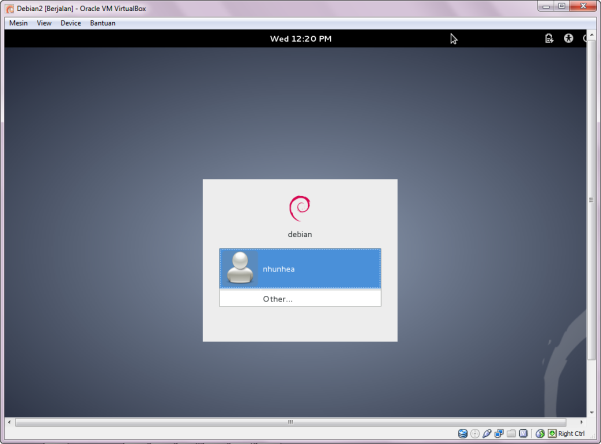 Debian2 [Berjalan] - Oracle VM VirtualBox
Mesin View Device Bantuan
Wed 12:20 PM
debian
nhunhea
Other...
Right Ctrl